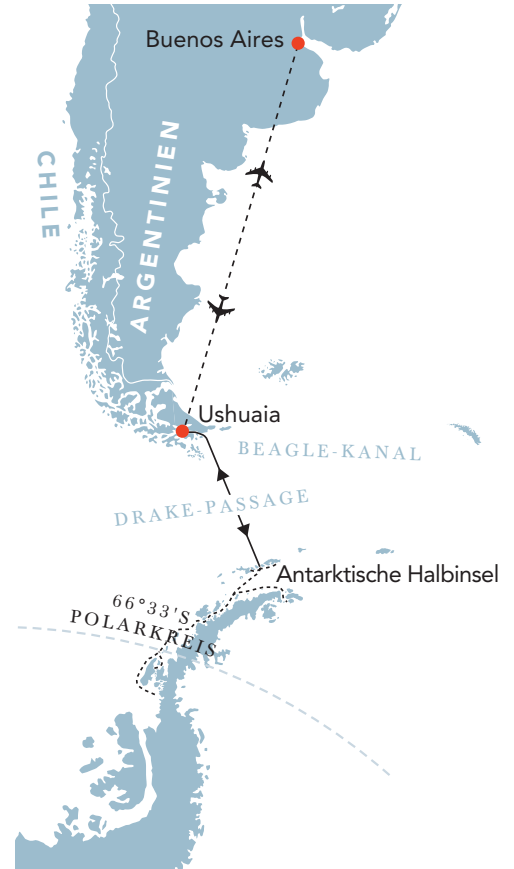 Buenos Aires
CHILE
ARGENTINIEN
Ushuaia
BEAGLE-KANAL
DRAKE-PASSAGE
Antarktische Halbinsel
66°33'S
POLARKREIS